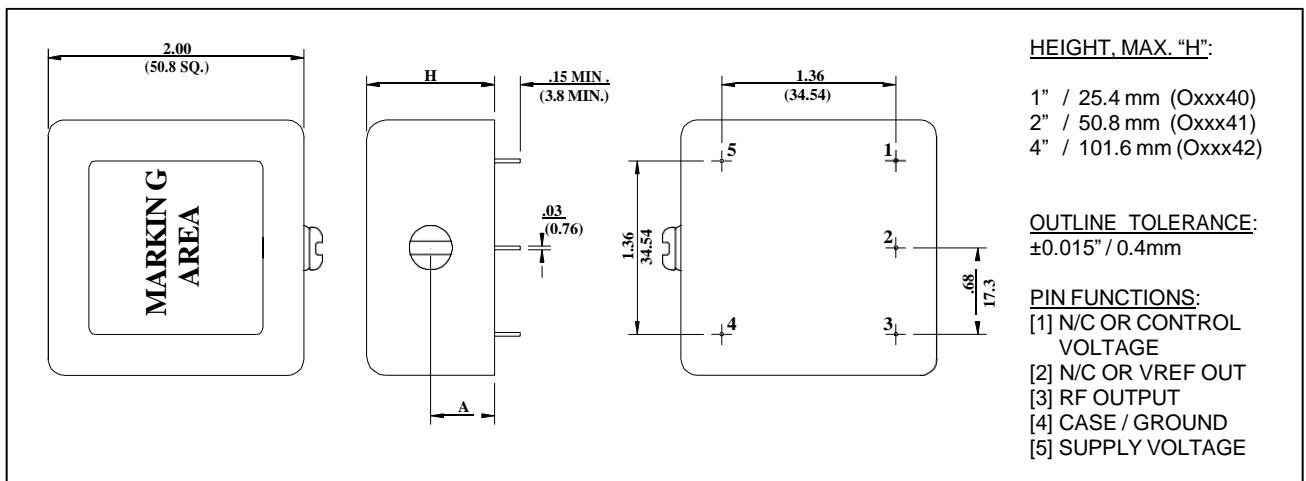 2.00
(50.8 SQ.)
MARKIN G
AREA
H
.15 MIN .
(3.8 MIN.)
.03
(0.76)
A
1.36
(34.54)
5
1
1.36
34.54
2
.68
17.3
4
3
HEIGHT, MAX. “H”:
1” / 25.4 mm (Oxxx40)
2” / 50.8 mm (Oxxx41)
4” / 101.6 mm (Oxxx42)
OUTLINE TOLERANCE:
±0.015” / 0.4mm
PIN FUNCTIONS:
[1] N/C OR CONTROL
VOLTAGE
[2] N/C OR VREF OUT
[3] RF OUTPUT
[4] CASE / GROUND
[5] SUPPLY VOLTAGE